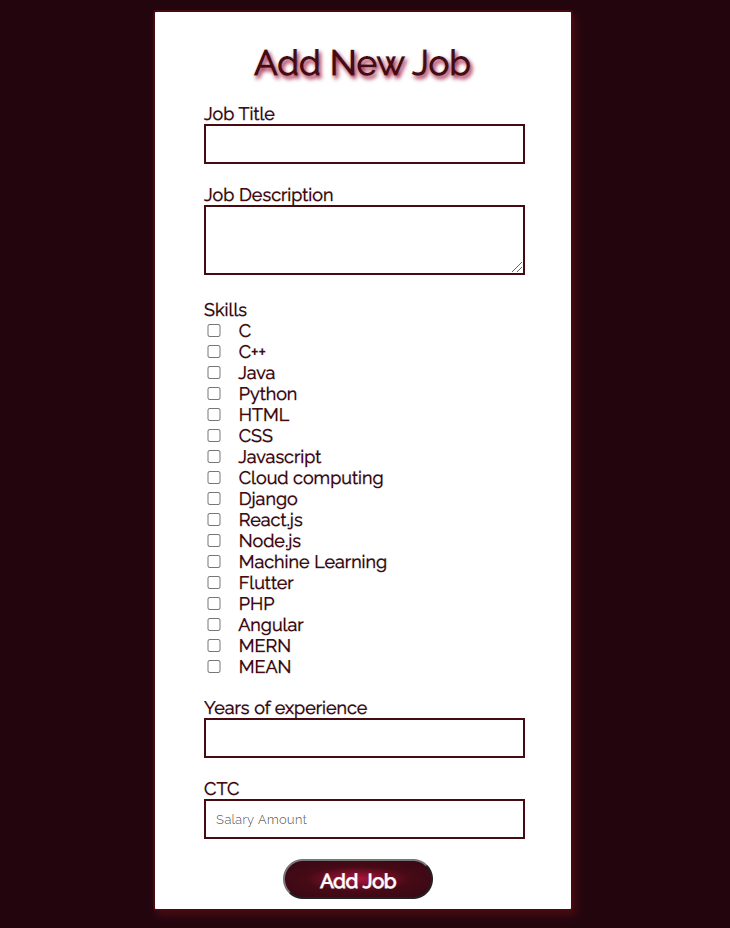 Add New Job
Job Title
Job Description
Skills
C
C++
Java
Python
HTML
CSS
Javascript
Cloud computing
Django
React.js
Node.js
Machine Learning
Flutter
PHP
Angular
MERN
MEAN
Years of experience
CTC
Salary Amount
Add Job